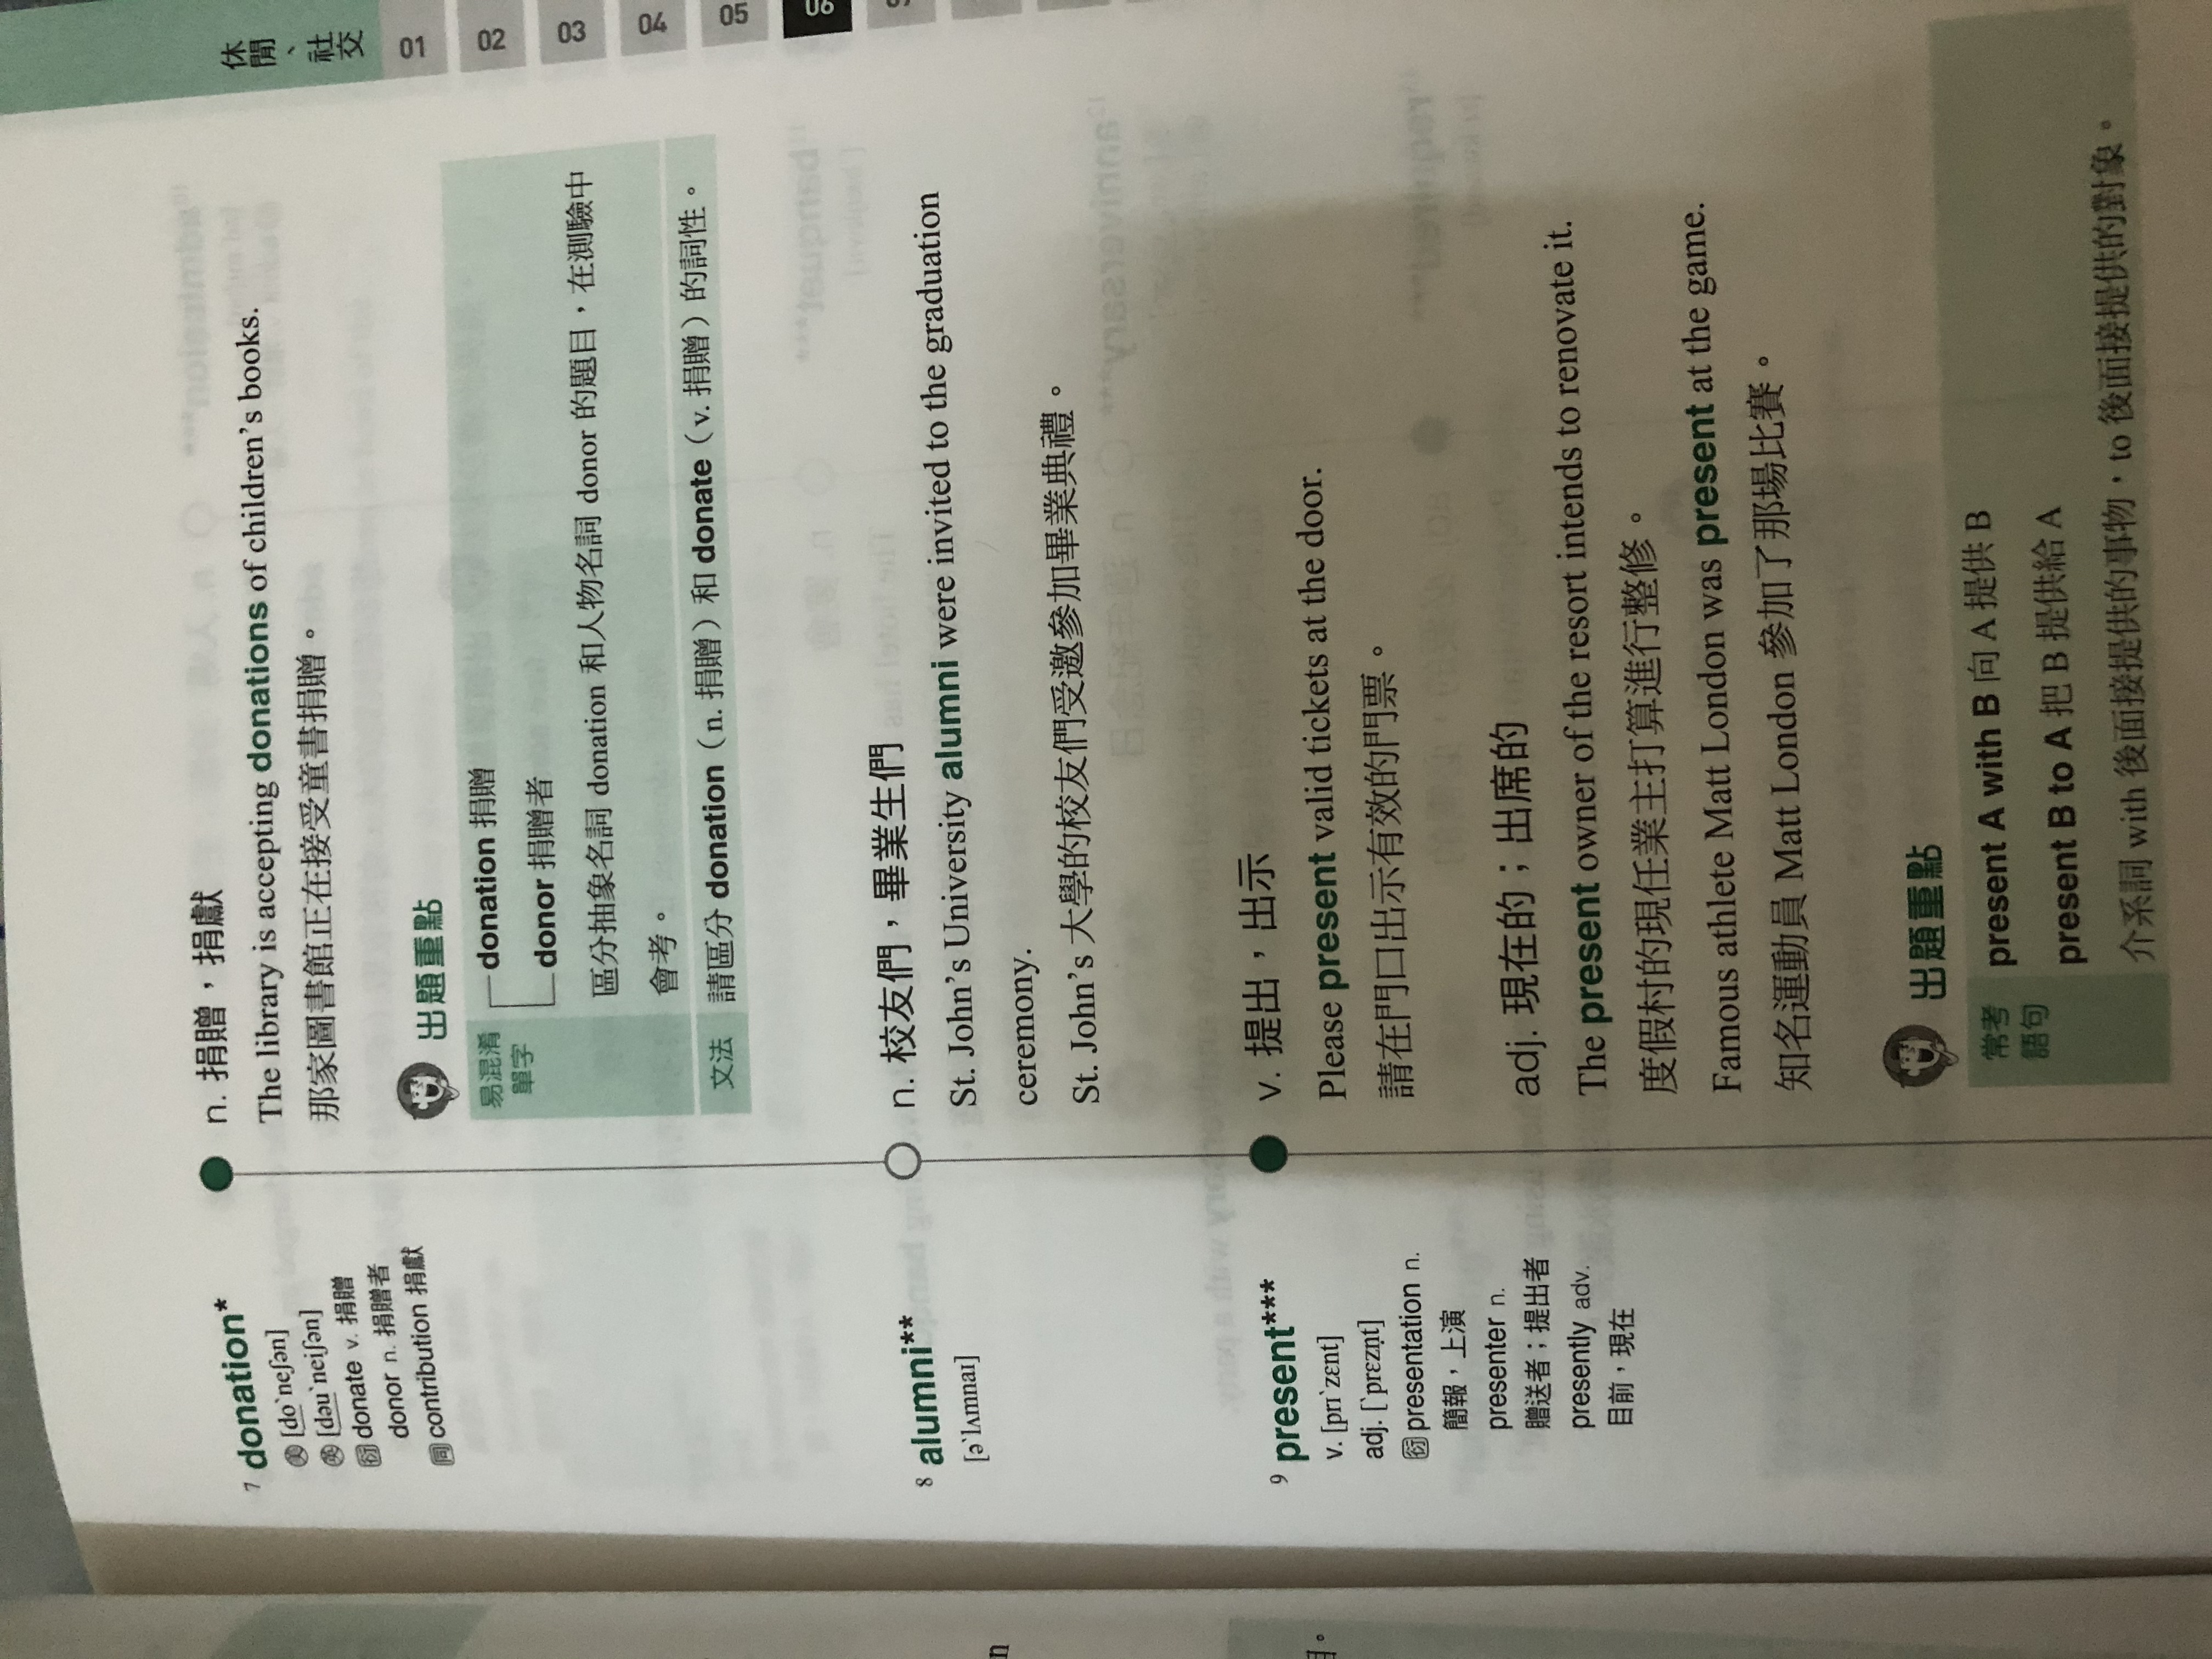 7 donation*
美 [do`neʃən]
英 [dəu`neiʃən]
衍 donate v. 捐贈
donor n. 捐贈者
同 contribution 捐獻
n. 捐贈，捐獻
The library is accepting donations of children's books.
那家圖書館正在接受童書捐贈。
出題重點
易混淆
單字
donation 捐贈
donor 捐贈者
區分抽象名詞 donation 和人物名詞 donor 的題目，在測驗中
會考。
文法
請區分 donation（n. 捐贈）和 donate（v. 捐贈）的詞性。
8 alumni**
[ə`lʌmnaɪ]
n. 校友們，畢業生們
St. John's University alumni were invited to the graduation
ceremony.
St. John's 大學的校友們受邀參加畢業典禮。
9 present***
v. [prɪ`zɛnt]
adj. [`prɛzṇt]
衍 presentation n.
簡報，上演
presenter n.
贈送者；提出者
presently adv.
目前，現在
v. 提出，出示
Please present valid tickets at the door.
請在門口出示有效的門票。
adj. 現在的；出席的
The present owner of the resort intends to renovate it.
度假村的現任業主打算進行整修。
Famous athlete Matt London was present at the game.
知名運動員 Matt London 參加了那場比賽。
出題重點
常考
語句
present A with B 向 A 提供 B
present B to A 把 B 提供給 A
介系詞 with 後面接提供的事物，to 後面接提供的對象。
休閒、社交
01
02
03
04
05
06